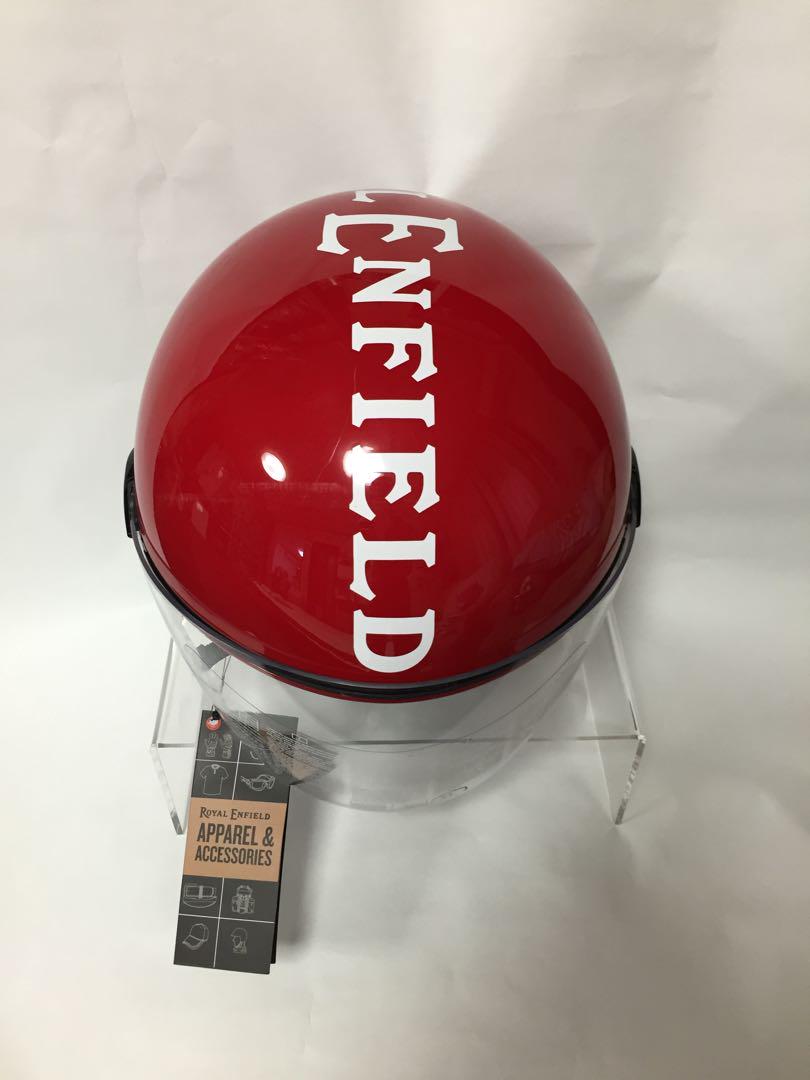 L ENFIELD
ROYAL ENFIELD
APPAREL &
ACCESSORIES